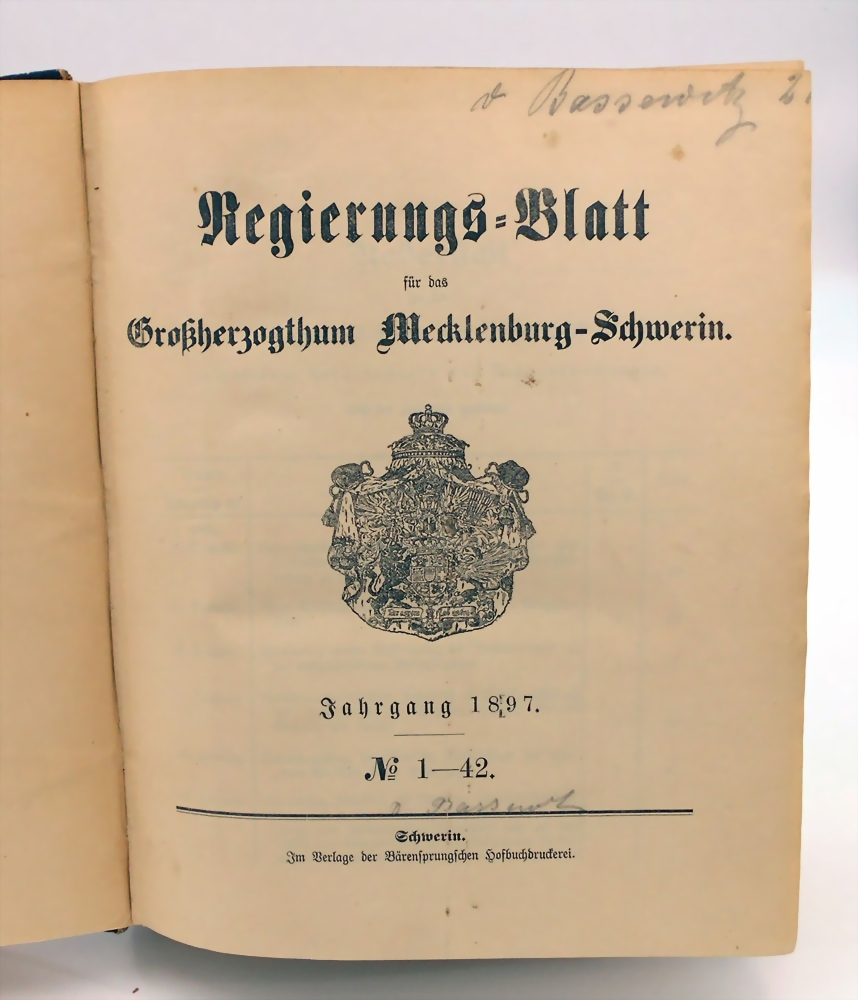 v Bassewitz 2.
Regierungs-Blatt
für das
Großherzogthum Mecklenburg-Schwerin.
Jahrgang 1897.
№ 1—42.
v Bassewitz
Schwerin.
Im Verlage der Bärensprungschen Hofbuchdruckerei.